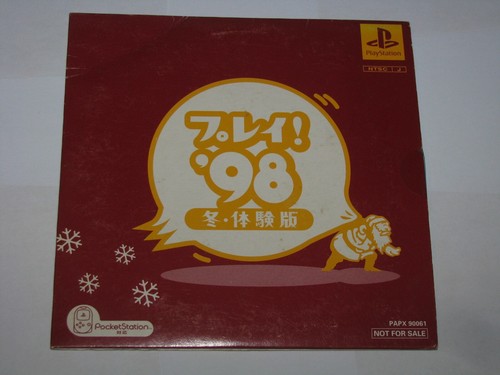 PlayStation
NTSC J
プレイ!
'98
冬・体験版
PocketStation
対応
PAPX 90061
NOT FOR SALE